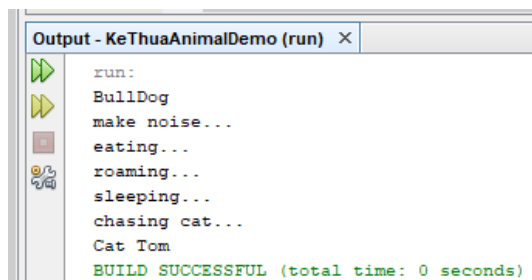 Output - KeThuaAnimalDemo (run) ×
run:
BullDog
make noise...
eating...
roaming...
sleeping...
chasing cat...
Cat Tom
BUILD SUCCESSFUL (total time: 0 seconds)